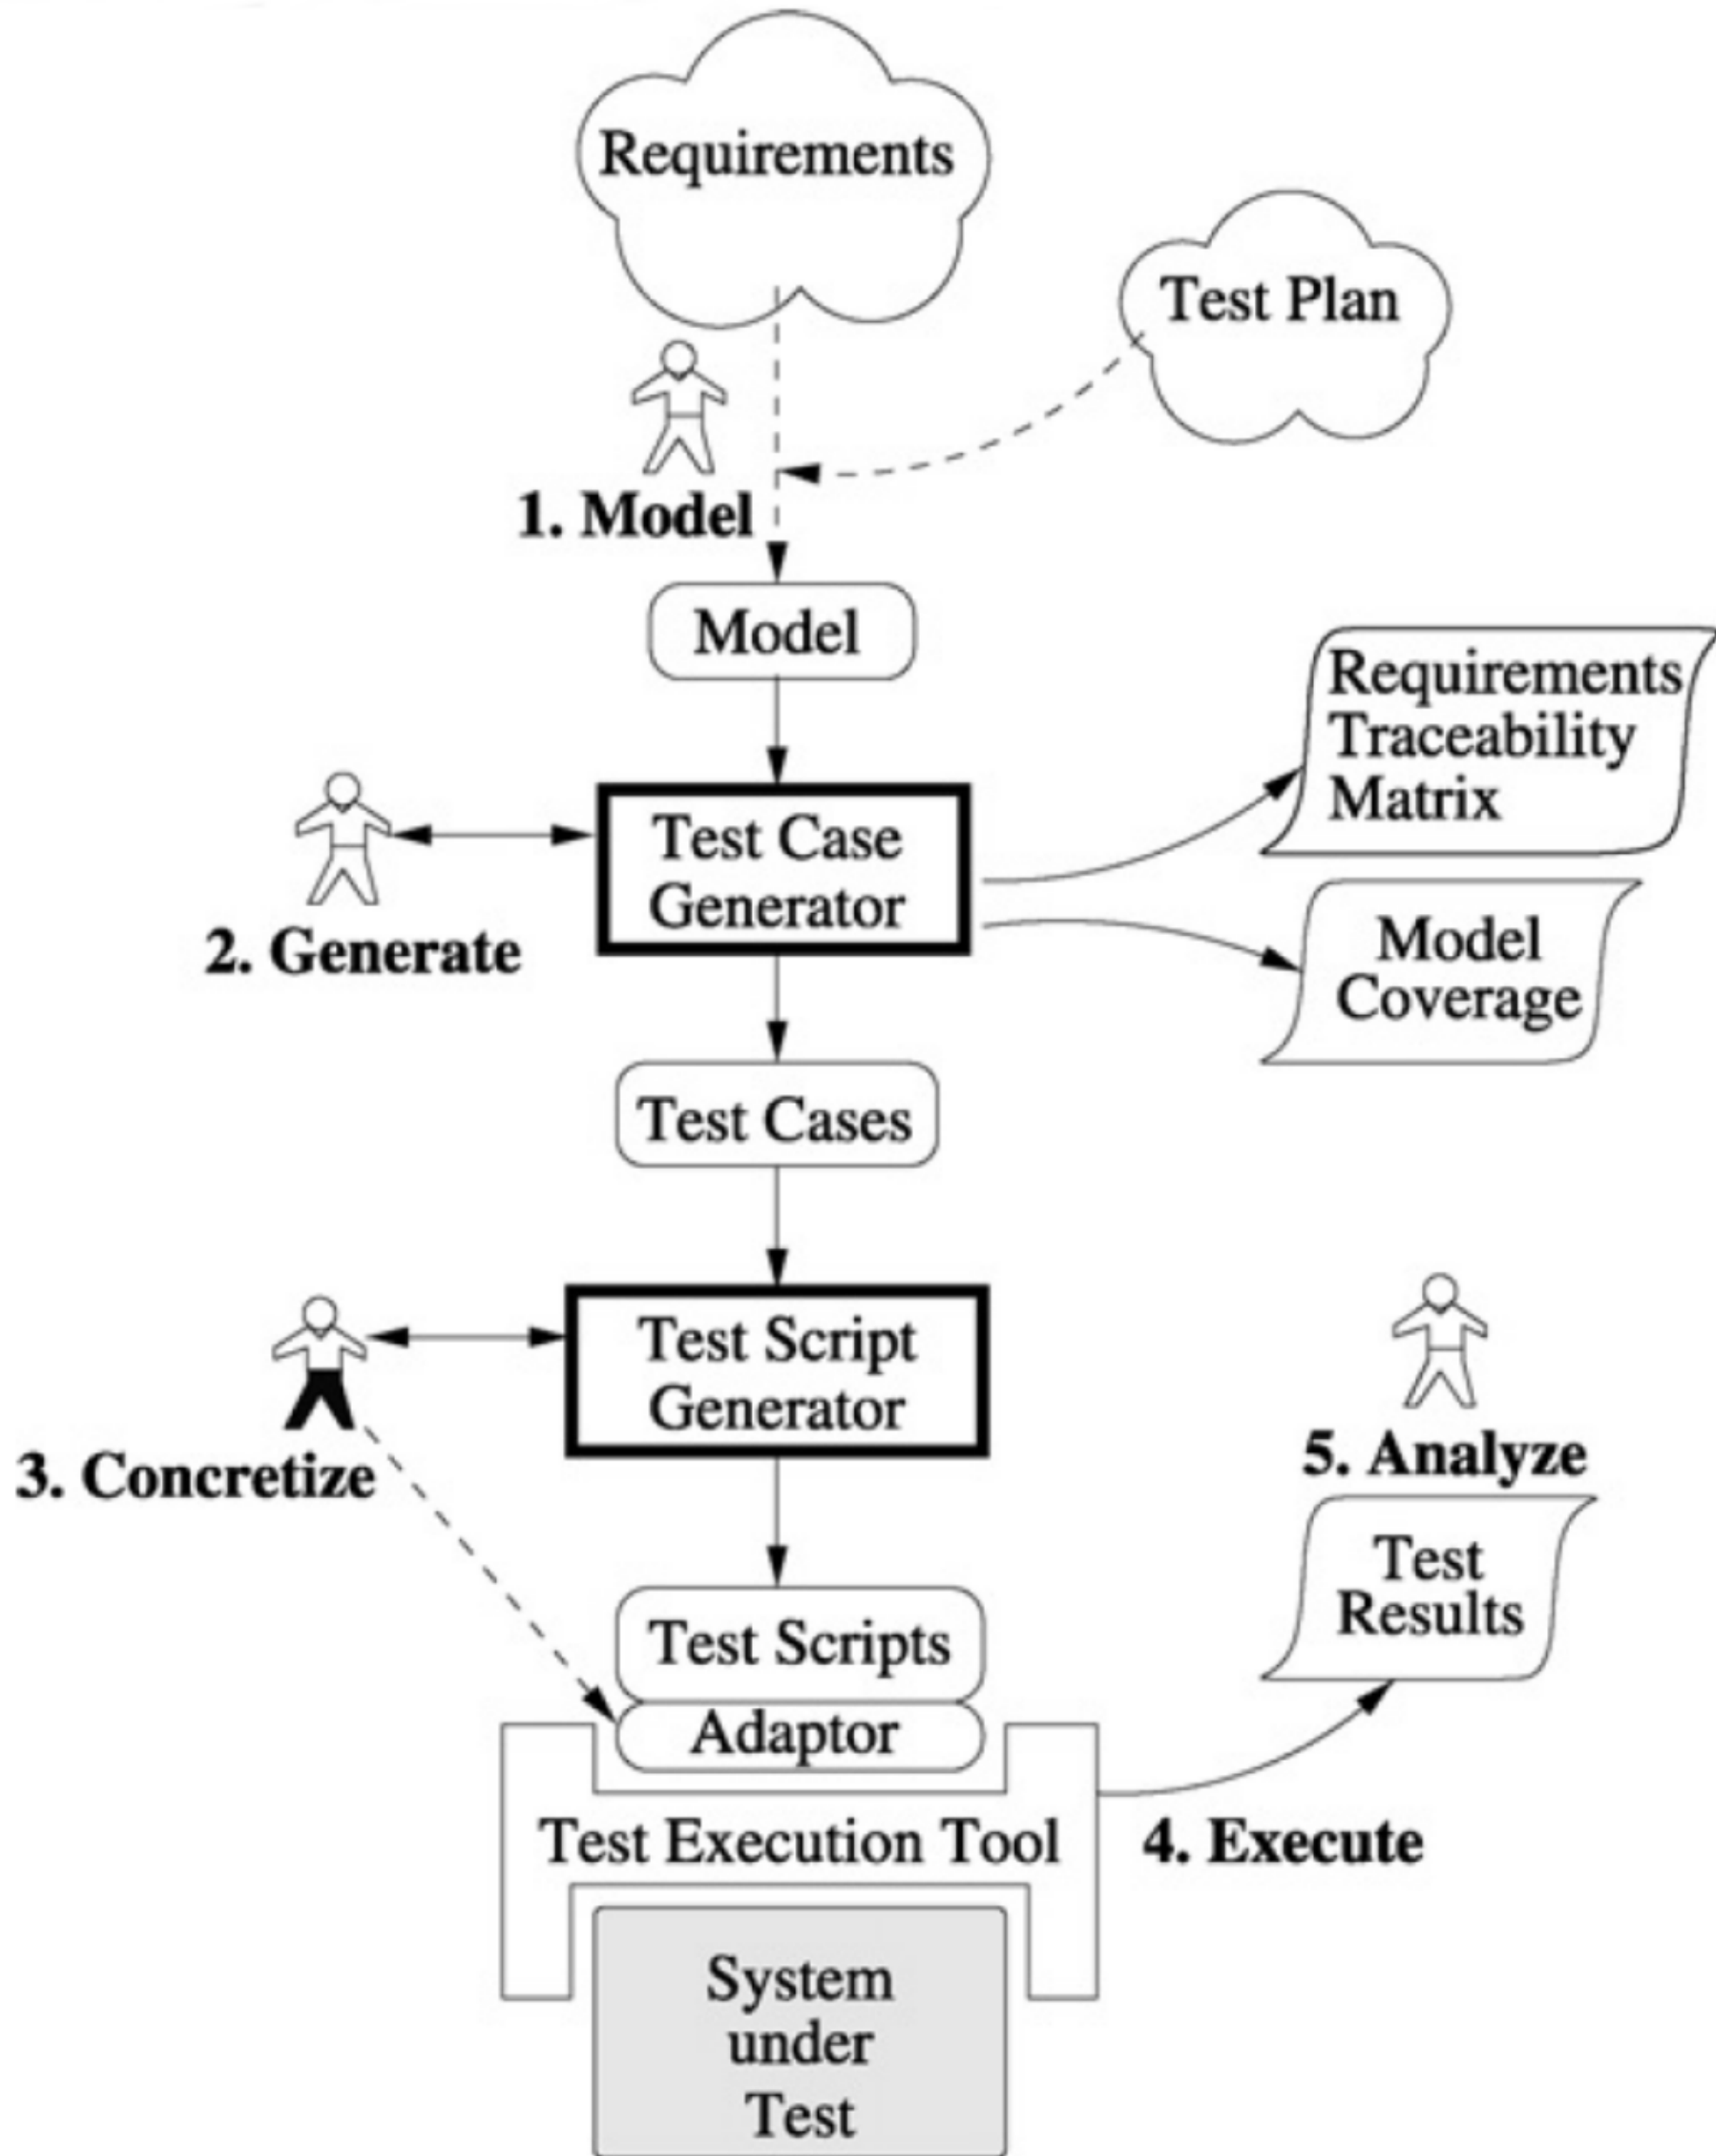 Requirements
Test Plan
1. Model
Model
Requirements
Traceability
Matrix
Test Case
Generator
2. Generate
Model
Coverage
Test Cases
Test Script
Generator
3. Concretize
5. Analyze
Test
Results
Test Scripts
Adaptor
Test Execution Tool
4. Execute
System
under
Test